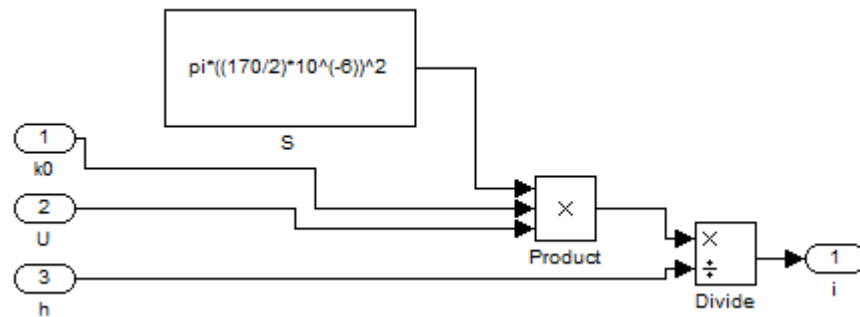 pi*((170/2)*10^(-6))^2
S
1
k0
2
U
3
h
×
Product
×
÷
Divide
1
i